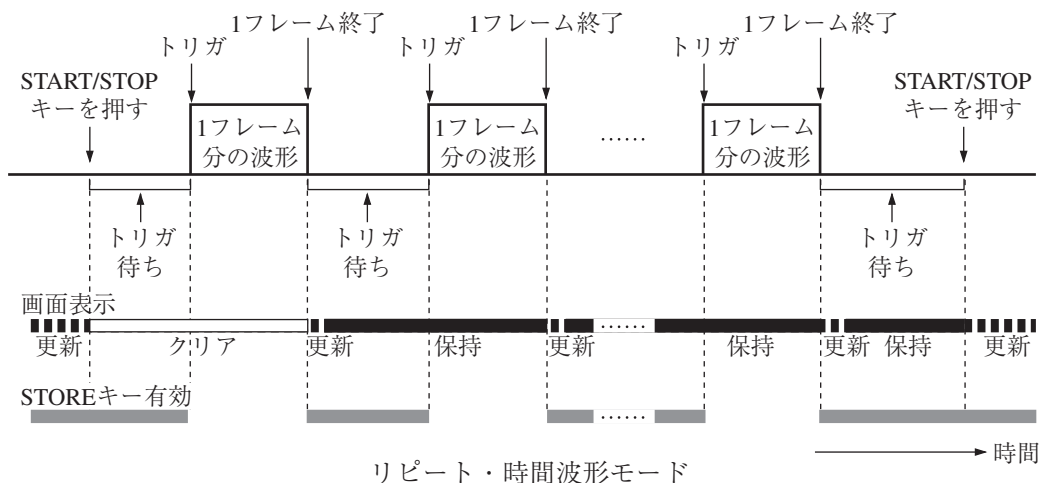 1フレーム終了 1フレーム終了 1フレーム終了
トリガ トリガ トリガ
START/STOP
キーを押す
START/STOP
キーを押す
1フレーム
分の波形
1フレーム
分の波形
……
1フレーム
分の波形
トリガ
待ち
トリガ
待ち
トリガ
待ち
画面表示
……
更新 クリア 更新 保持 更新 保持 更新 保持 更新
STOREキー有効
……
時間
リピート・時間波形モード